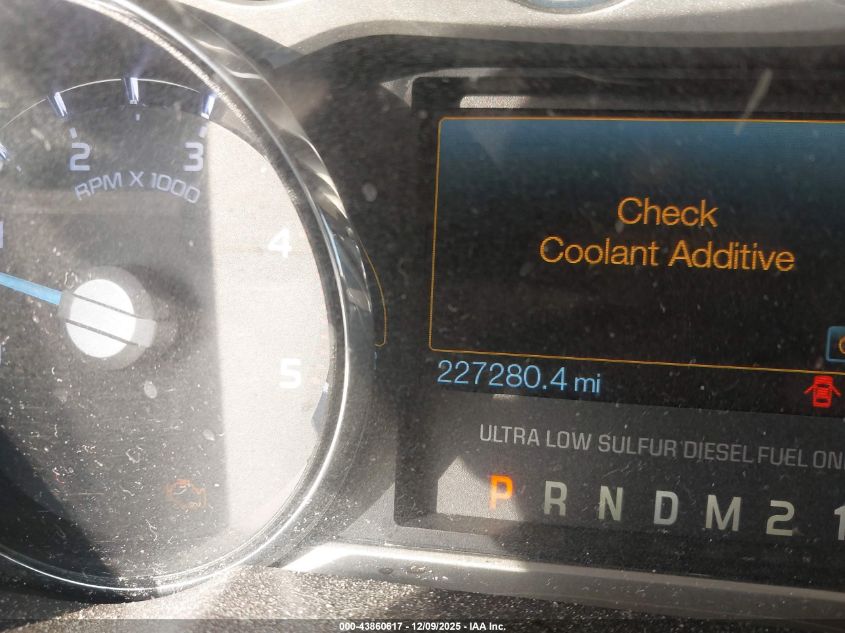 2 3
RPM X 1000
4
5
Check
Coolant Additive
227280.4 mi
ULTRA LOW SULFUR DIESEL FUEL
P R N D M 2 1
000-43860617 - 12/09/2025 - IAA Inc.